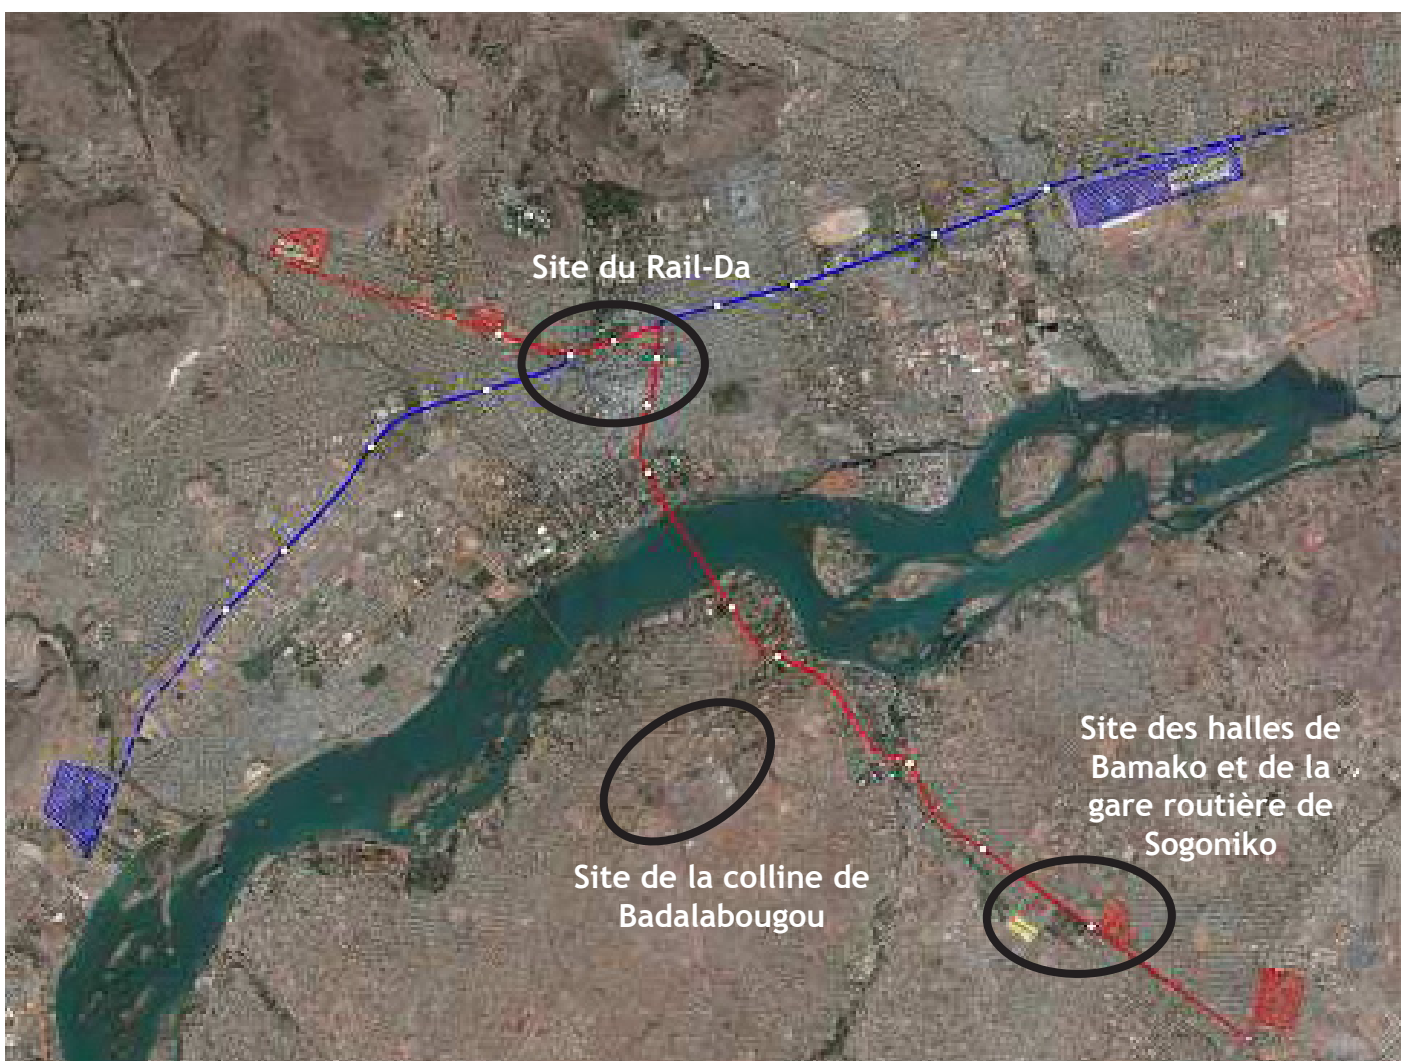 Site du Rail-Da
Site des halles de
Bamako et de la
gare routière de
Sogoniko
Site de la colline de
Badalabougou